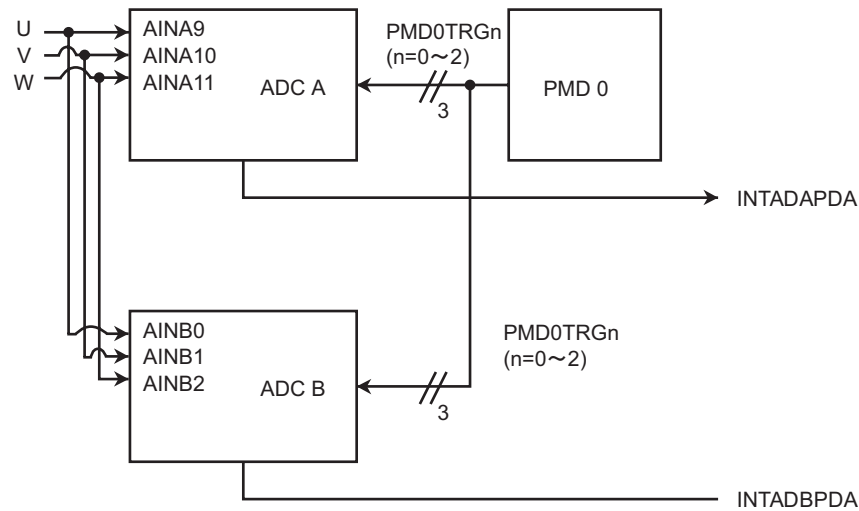 U
V
W
AINA9
AINA10
AINA11
ADC A
PMD0TRGn
(n=0～2)
3
PMD 0
INTADAPDA
AINB0
AINB1
AINB2
ADC B
PMD0TRGn
(n=0～2)
3
INTADBPDA